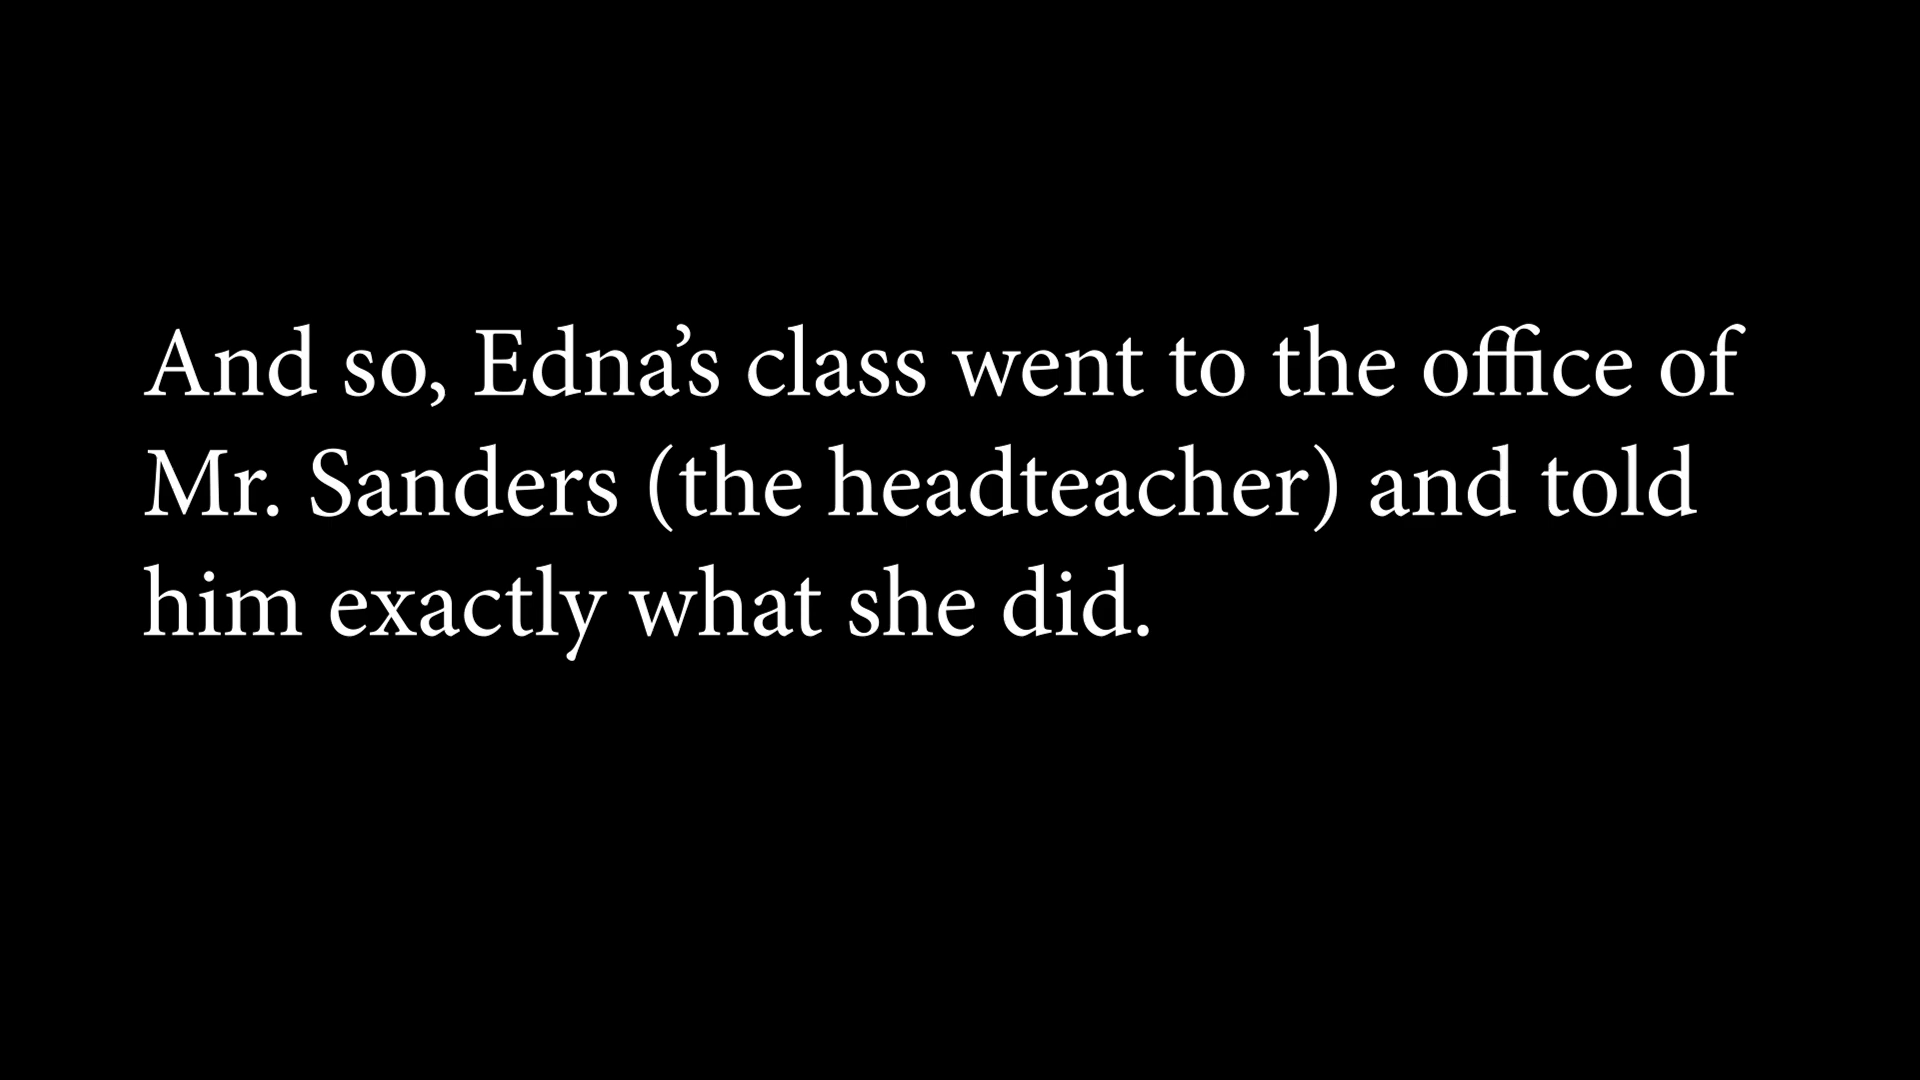 And so, Edna’s class went to the office of
Mr. Sanders (the headteacher) and told
him exactly what she did.